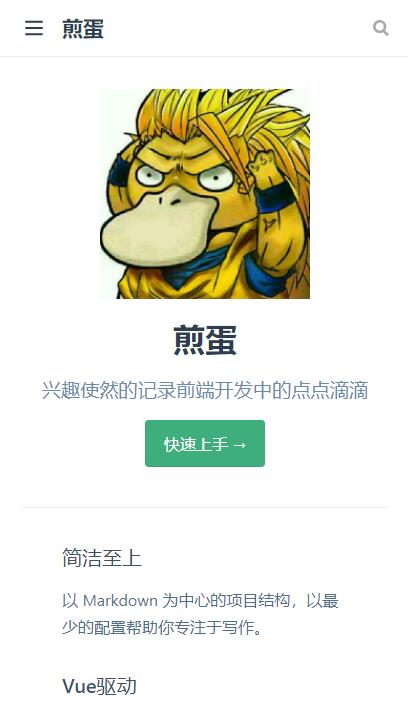 煎蛋
煎蛋
兴趣使然的记录前端开发中的点点滴滴
快速上手 →
简洁至上
以 Markdown 为中心的项目结构，以最
少的配置帮助你专注于写作。
Vue驱动